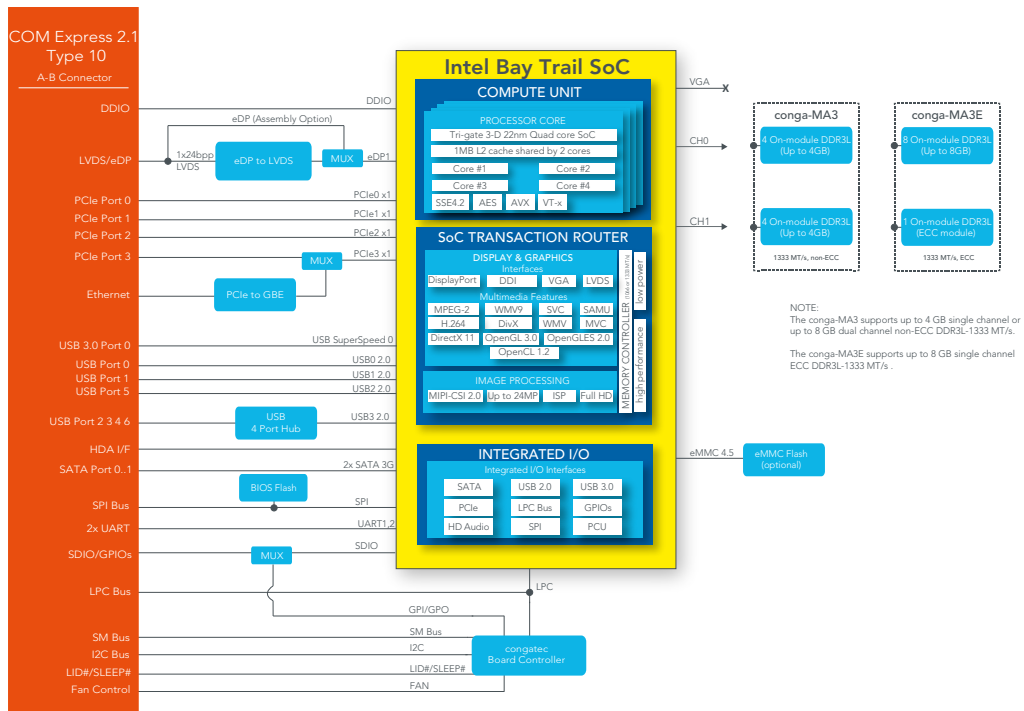 COM Express 2.1
Type 10
A-B Connector
DDIO
LVDS/eDP
PCIe Port 0
PCIe Port 1
PCIe Port 2
PCIe Port 3
Ethernet
USB 3.0 Port 0
USB Port 0
USB Port 1
USB Port 5
USB Port 2 3 4 6
HDA I/F
SATA Port 0..1
SPI Bus
2x UART
SDIO/GPIOs
LPC Bus
SM Bus
I2C Bus
LID#/SLEEP#
Fan Control
DDIO
eDP (Assembly Option)
1x24bpp
LVDS
eDP to LVDS
MUX
eDP1
PCIe0 x1
PCIe1 x1
PCIe2 x1
MUX
PCIe3 x1
PCIe to GBE
USB SuperSpeed 0
USB0 2.0
USB1 2.0
USB2 2.0
USB
4 Port Hub
USB3 2.0
2x SATA 3G
BIOS Flash
SPI
UART1,2
SDIO
MUX
LPC
GPI/GPO
SM Bus
I2C
LID#/SLEEP#
FAN
congatec
Board Controller
Intel Bay Trail SoC
COMPUTE UNIT
PROCESSOR CORE
Tri-gate 3-D 22nm Quad core SoC
1MB L2 cache shared by 2 cores
Core #1
Core #2
Core #3
Core #4
SSE4.2
AES
AVX
VT-x
SoC TRANSACTION ROUTER
DISPLAY & GRAPHICS
Interfaces
DisplayPort
DDI
VGA
LVDS
Multimedia Features
MPEG-2
WMV9
SVC
SAMU
H.264
DivX
WMV
MVC
DirectX 11
OpenGL 3.0
OpenGLES 2.0
OpenCL 1.2
IMAGE PROCESSING
MIPI-CSI 2.0
Up to 24MP
ISP
Full HD
MEMORY CONTROLLER
low power
high performance
INTEGRATED I/O
Integrated I/O Interfaces
SATA
USB 2.0
USB 3.0
PCIe
LPC Bus
GPIOs
HD Audio
SPI
PCU
VGA
X
CH0
CH1
eMMC 4.5
eMMC Flash
(optional)
conga-MA3
4 On-module DDR3L
(Up to 4GB)
4 On-module DDR3L
(Up to 4GB)
1333 MT/s, non-ECC
conga-MA3E
8 On-module DDR3L
(Up to 8GB)
1 On-module DDR3L
(ECC module)
1333 MT/s, ECC
NOTE:
The conga-MA3 supports up to 4 GB single channel or
up to 8 GB dual channel non-ECC DDR3L-1333 MT/s.
The conga-MA3E supports up to 8 GB single channel
ECC DDR3L-1333 MT/s .